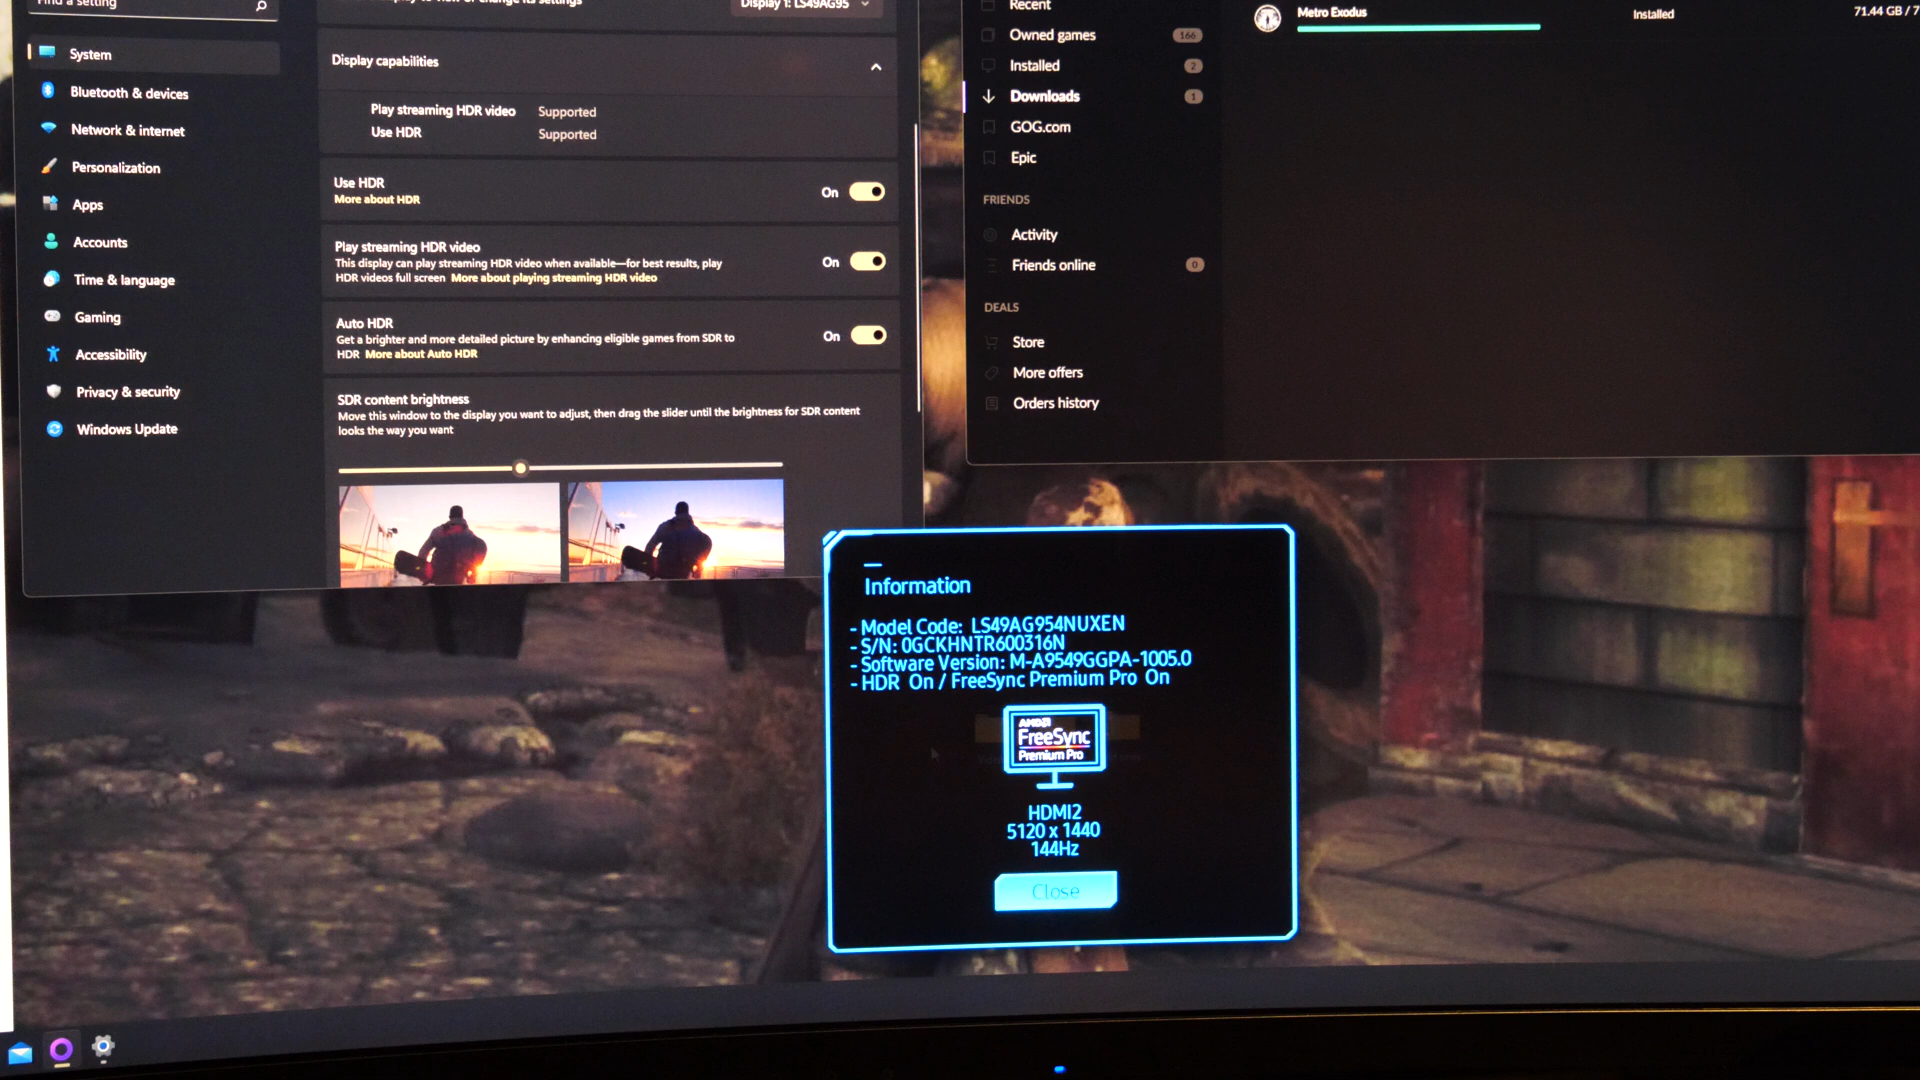 Find a setting
System
Bluetooth & devices
Network & internet
Personalization
Apps
Accounts
Time & language
Gaming
Accessibility
Privacy & security
Windows Update
Display 1: LS49AG95
Display capabilities
Play streaming HDR video Supported
Use HDR Supported
Use HDR
More about HDR
On
Play streaming HDR video
This display can play streaming HDR video when available—for best results, play
HDR videos full screen More about playing streaming HDR video
On
Auto HDR
Get a brighter and more detailed picture by enhancing eligible games from SDR to
HDR More about Auto HDR
On
SDR content brightness
Move this window to the display you want to adjust, then drag the slider until the brightness for SDR content
looks the way you want
Recent
Owned games 166
Installed 2
Downloads 1
GOG.com
Epic
FRIENDS
Activity
Friends online 0
DEALS
Store
More offers
Orders history
Metro Exodus
Installed
71.44 GB / 7
Information
- Model Code: LS49AG954NUXEN
- S/N: 0GCKHNTR600316N
- Software Version: M-A9549GGPA-1005.0
- HDR On / FreeSync Premium Pro On
AMD
FreeSync
Premium Pro
HDMI2
5120 x 1440
144Hz
Close